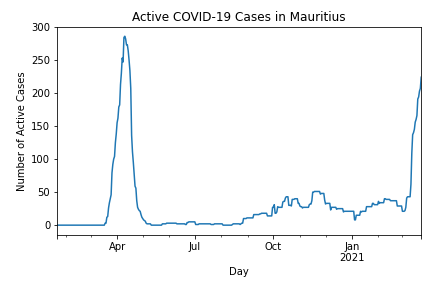 Active COVID-19 Cases in Mauritius
Number of Active Cases
300
250
200
150
100
50
0
Apr
Jul
Oct
Jan
2021
Day